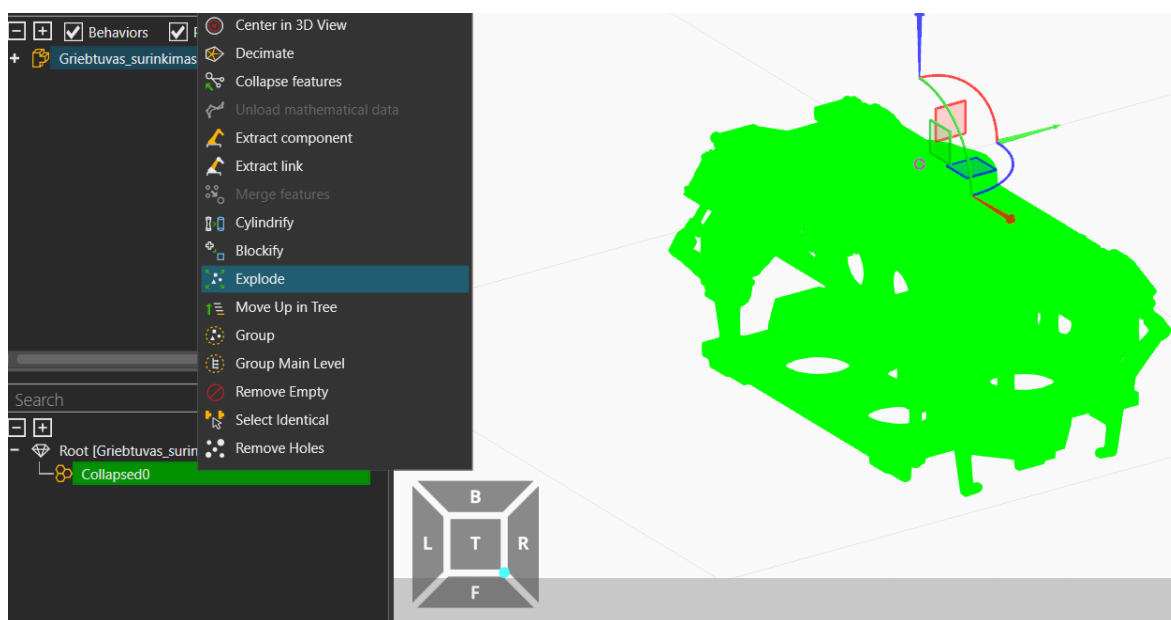 Center in 3D View
Behaviors
Decimate
Griebtuvas_surinkimas
Collapse features
Unload mathematical data
Extract component
Extract link
Merge features
Cylindrify
Blockify
Explode
Move Up in Tree
Group
Group Main Level
Remove Empty
Search
Select Identical
Root [Griebtuvas_surin
Remove Holes
Collapsed0
B
L T R
F